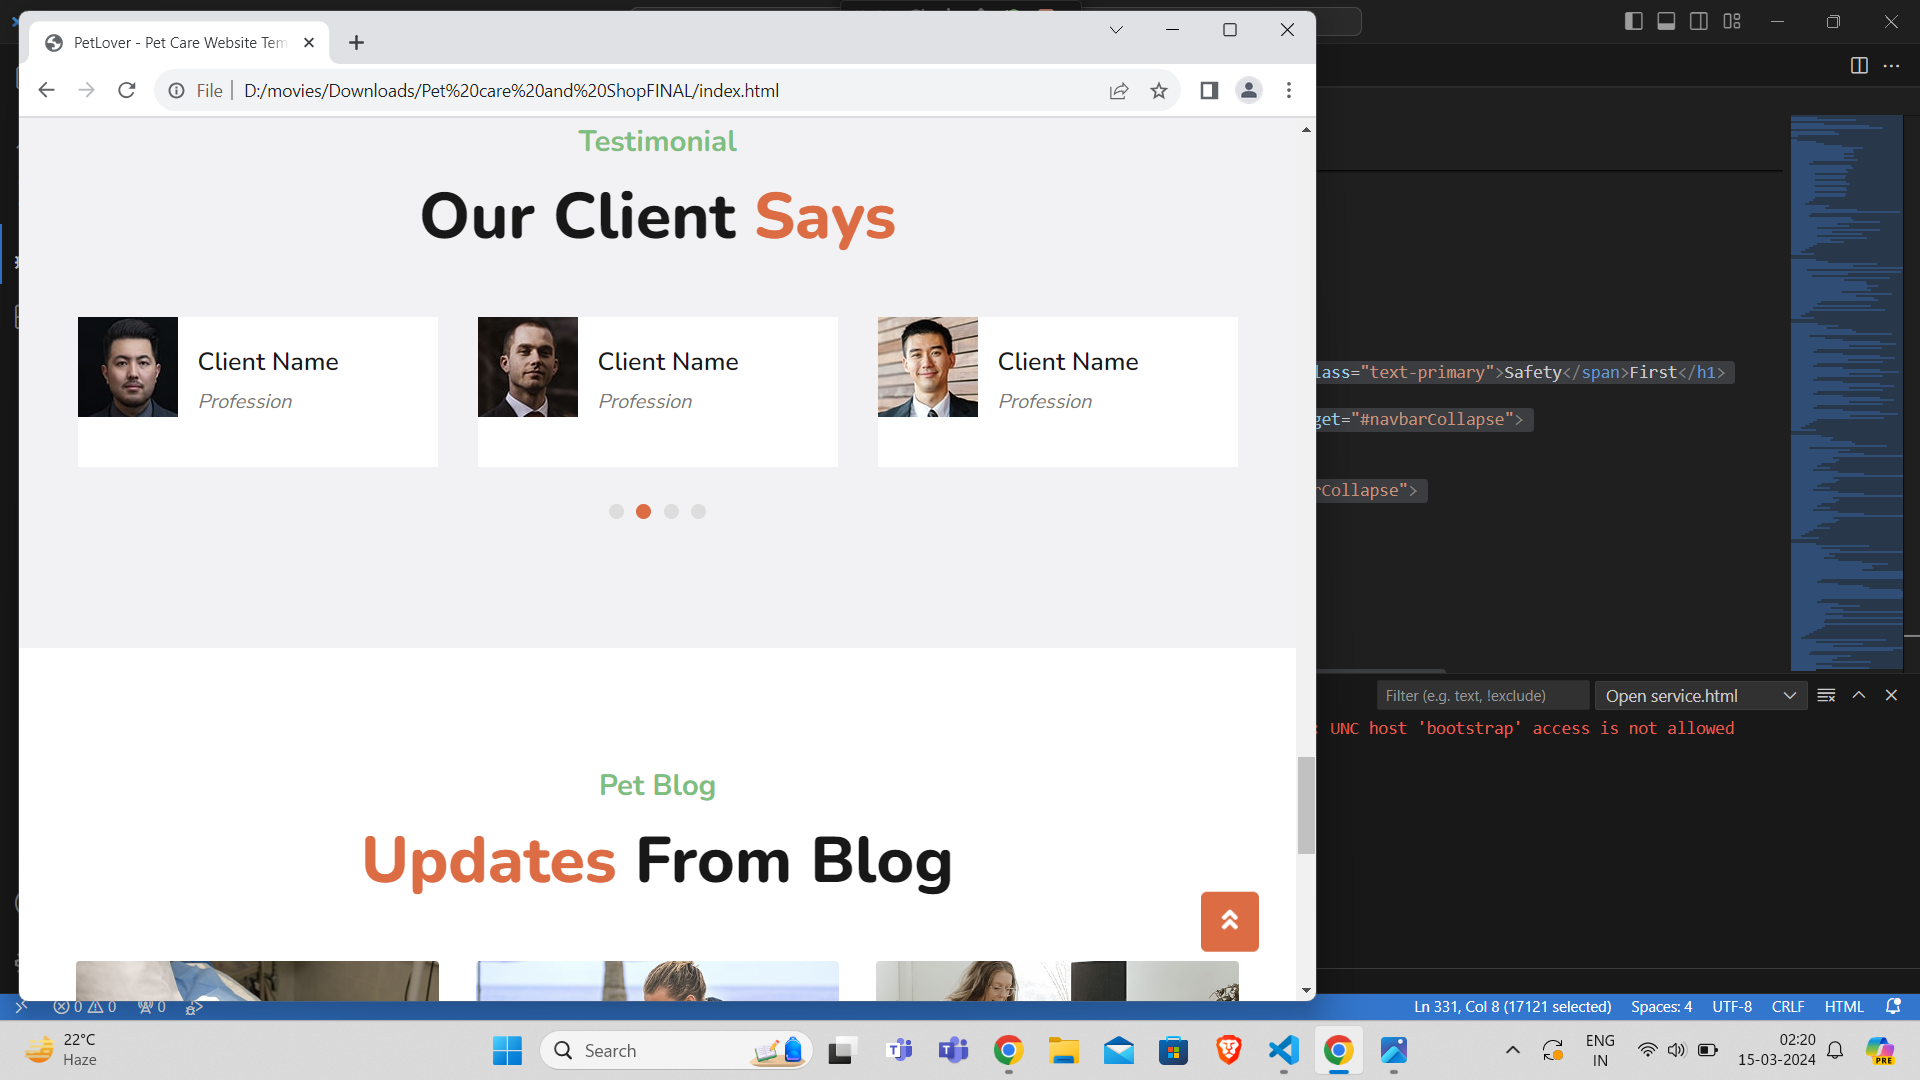 PetLover - Pet Care Website Tem
File
D:/movies/Downloads/Pet%20care%20and%20ShopFINAL/index.html
Testimonial
Our Client Says
Client Name
Profession
Client Name
Profession
Client Name
Profession
Pet Blog
Updates From Blog
lass="text-primary">Safety</span>First</h1>
get="#navbarCollapse">
rCollapse">
Filter (e.g. text, !exclude)
Open service.html
: UNC host 'bootstrap' access is not allowed
0 0 0
Ln 331, Col 8 (17121 selected)
Spaces: 4
UTF-8
CRLF
HTML
22°C
Haze
Search
ENG
IN
02:20
15-03-2024
PRE